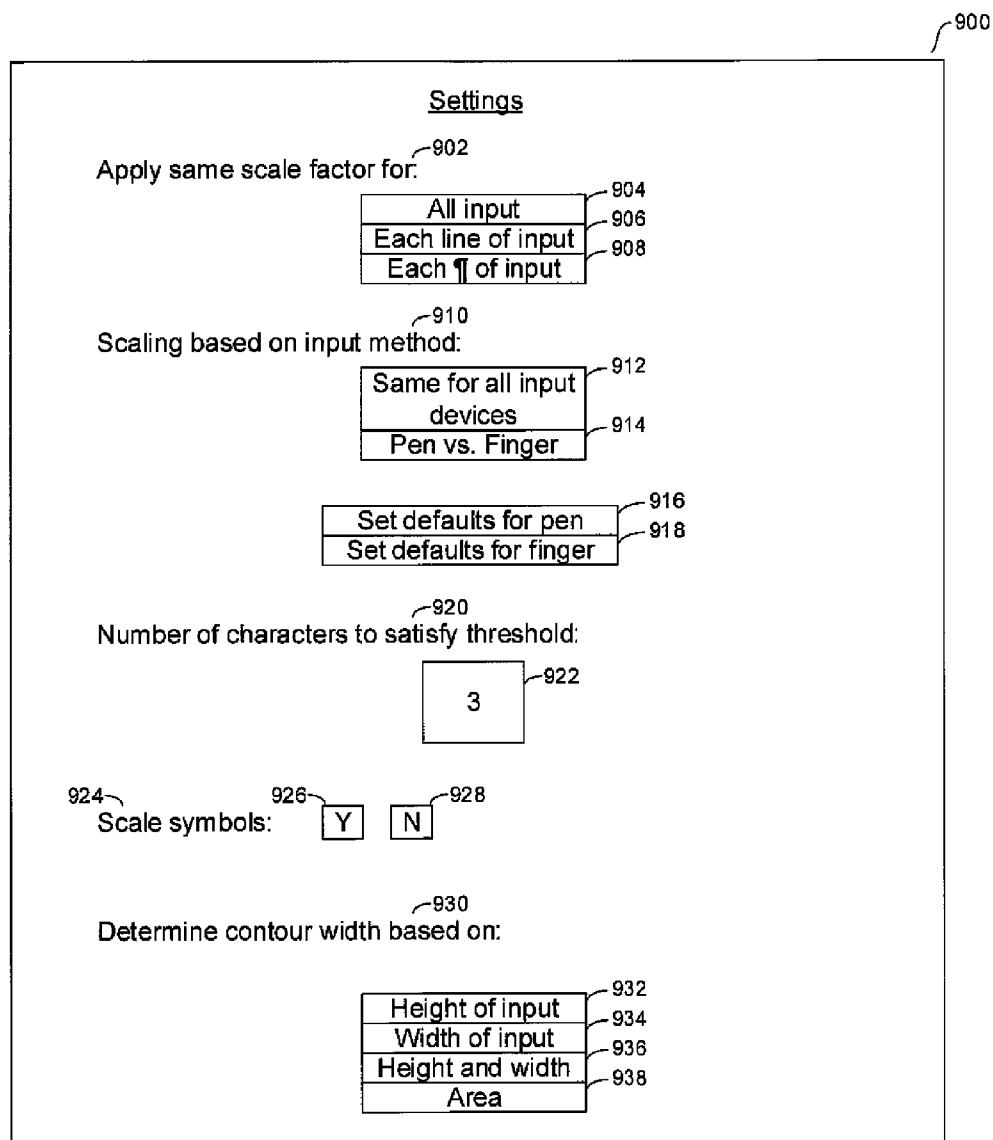 900
Settings
902
Apply same scale factor for:
All input 904
Each line of input 906
Each ¶ of input 908
910
Scaling based on input method:
Same for all input 912
devices
Pen vs. Finger 914
Set defaults for pen 916
Set defaults for finger 918
920
Number of characters to satisfy threshold:
3 922
924 926 928
Scale symbols: Y N
930
Determine contour width based on:
Height of input 932
Width of input 934
Height and width 936
Area 938